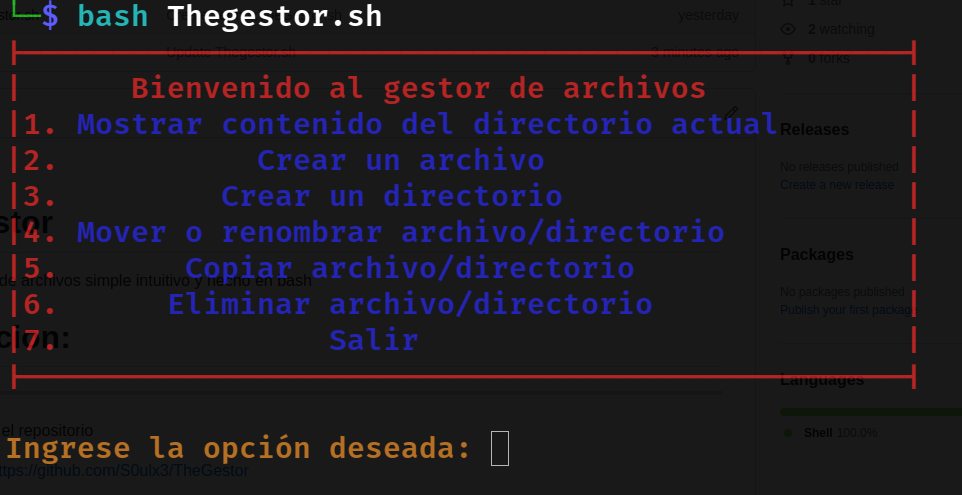 $ bash Thegestor.sh
yesterday
1 star
Update Thegestor.sh
3 minutes ago
2 watching
0 forks
Bienvenido al gestor de archivos
1. Mostrar contenido del directorio actual
2. Crear un archivo
3. Crear un directorio
4. Mover o renombrar archivo/directorio
5. Copiar archivo/directorio
6. Eliminar archivo/directorio
7. Salir
Ingrese la opción deseada:
stor
de archivos simple intuitivo y hecho en bash
ción:
el repositorio
ttps://github.com/S0ulx3/TheGestor
Releases
No releases published
Create a new release
Packages
No packages published
Publish your first package
Languages
Shell 100.0%